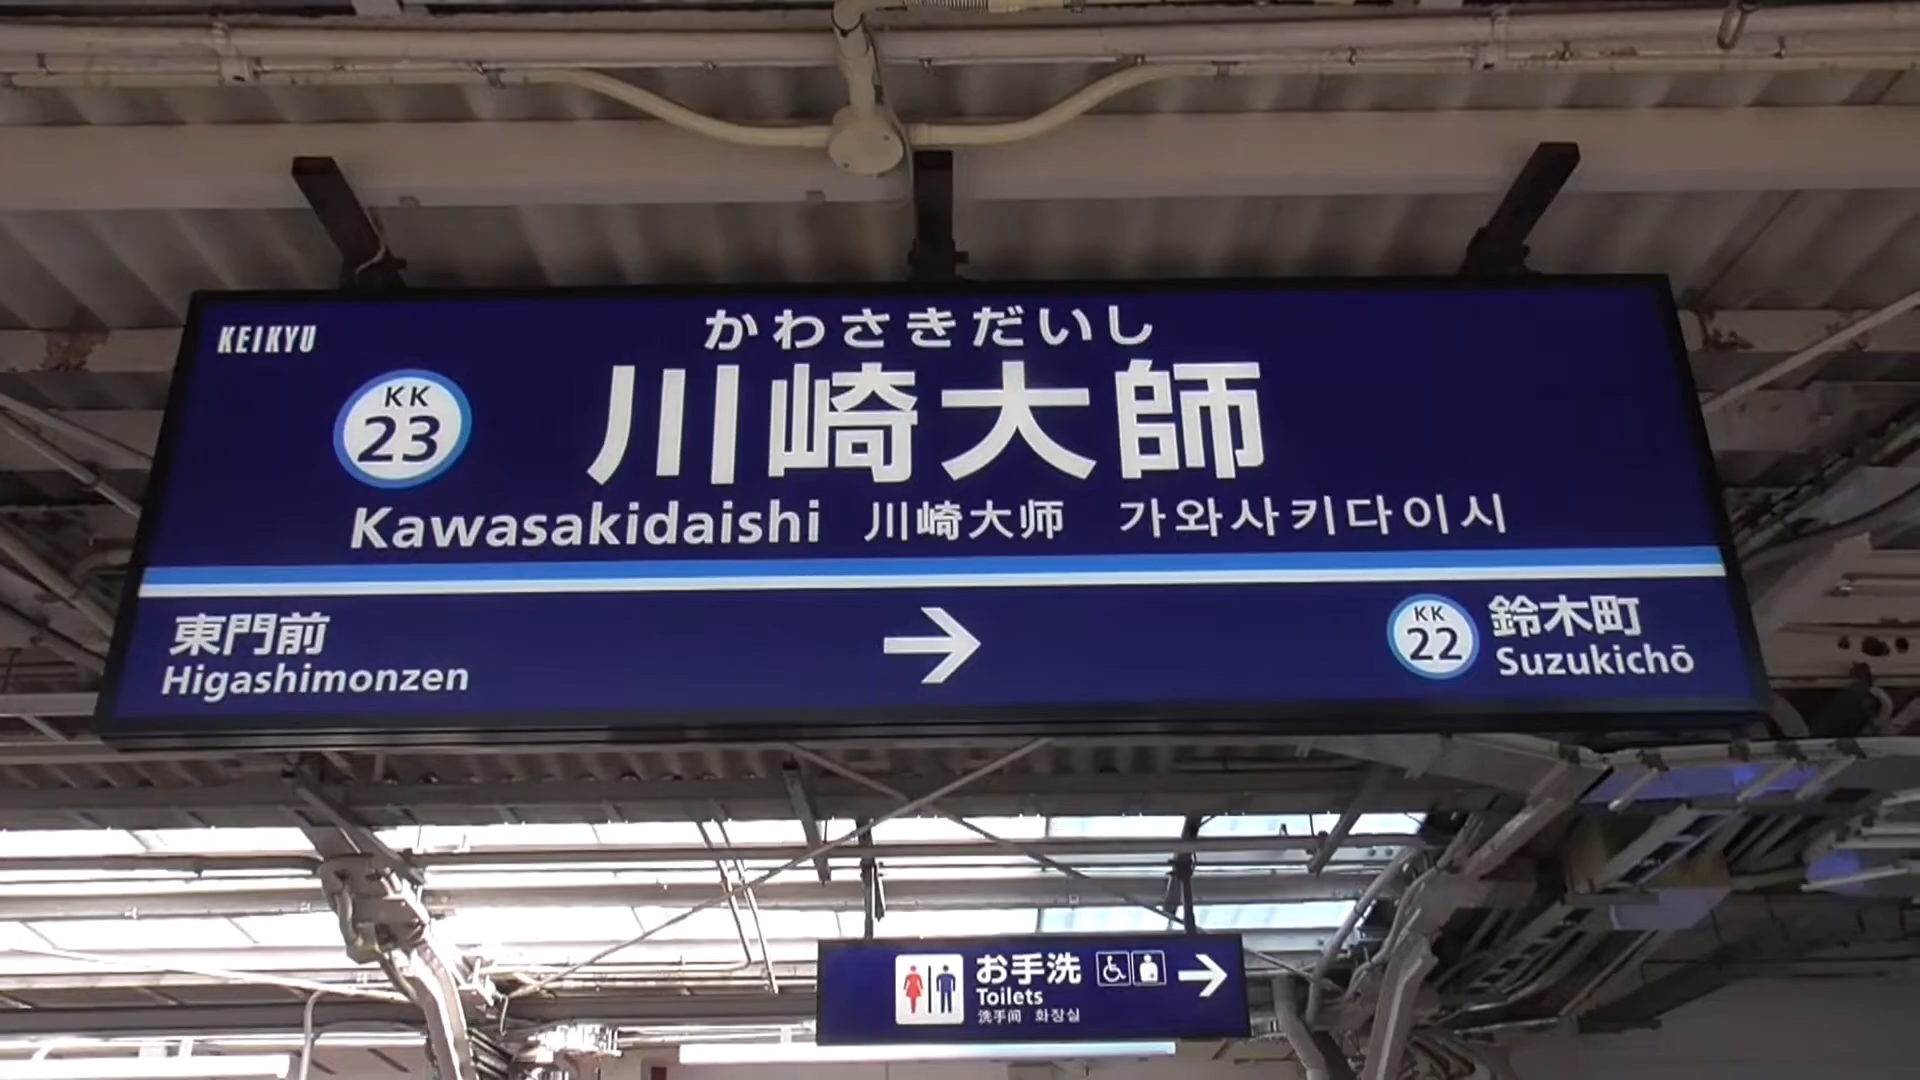 KEIKYU
かわさきだいし
KK
23
川崎大師
Kawasakidaishi 川崎大师 가와사키다이시
東門前
Higashimonzen
→
KK
22
鈴木町
Suzukichō
お手洗 →
Toilets
洗手间 화장실